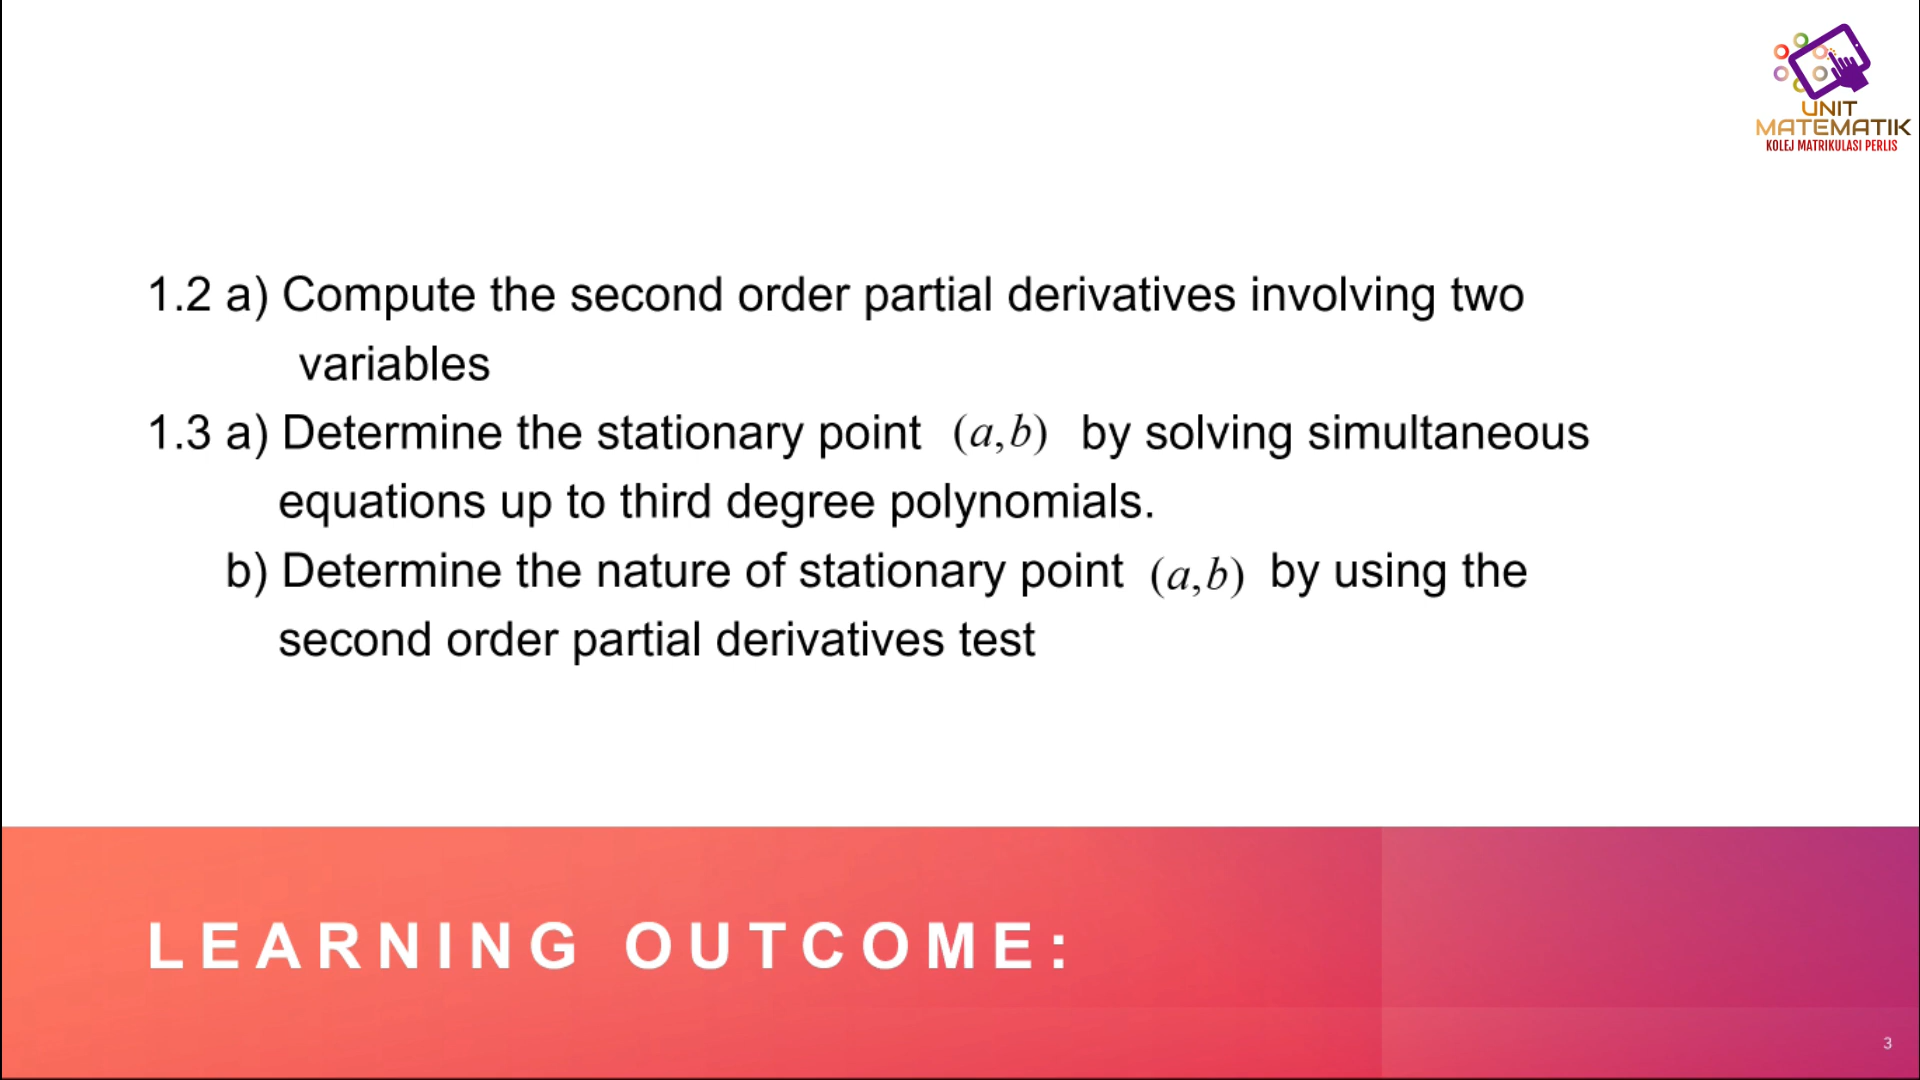 UNIT
MATEMATIK
KOLEJ MATRIKULASI PERLIS
1.2 a) Compute the second order partial derivatives involving two
variables
1.3 a) Determine the stationary point (a,b) by solving simultaneous
equations up to third degree polynomials.
b) Determine the nature of stationary point (a,b) by using the
second order partial derivatives test
LEARNING OUTCOME:
3